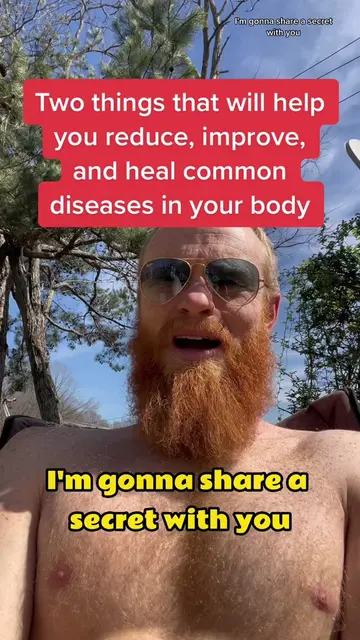 I'm gonna share a secret
with you
Two things that will help
you reduce, improve,
and heal common
diseases in your body
I'm gonna share a
secret with you